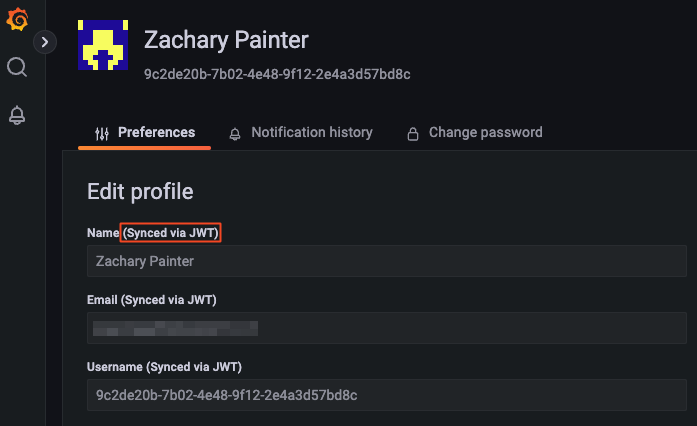 Zachary Painter
9c2de20b-7b02-4e48-9f12-2e4a3d57bd8c
Preferences Notification history Change password
Edit profile
Name (Synced via JWT)
Zachary Painter
Email (Synced via JWT)
Username (Synced via JWT)
9c2de20b-7b02-4e48-9f12-2e4a3d57bd8c